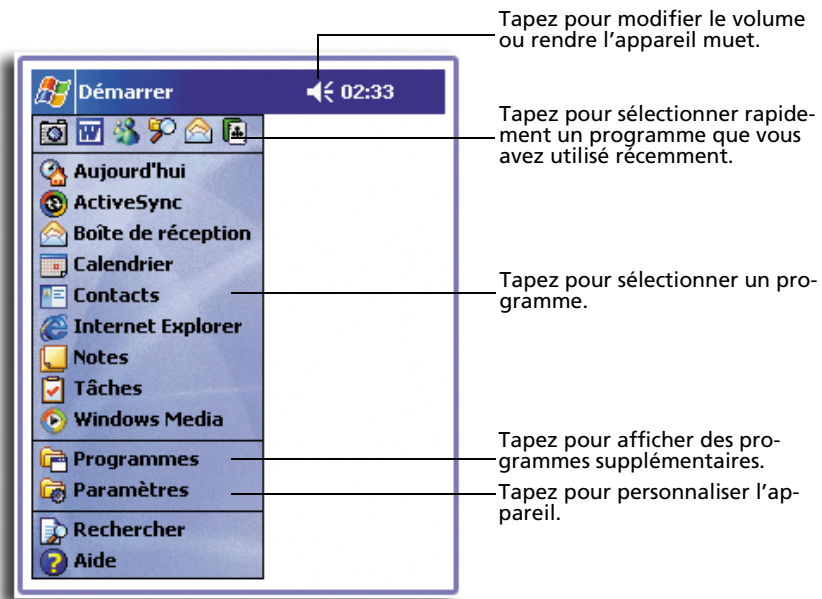 Tapez pour modifier le volume
ou rendre l'appareil muet.
Démarrer 02:33
Tapez pour sélectionner rapide-
ment un programme que vous
avez utilisé récemment.
Aujourd'hui
ActiveSync
Boîte de réception
Calendrier
Contacts
Internet Explorer
Notes
Tâches
Windows Media
Tapez pour sélectionner un pro-
gramme.
Programmes
Paramètres
Tapez pour afficher des pro-
grammes supplémentaires.
Tapez pour personnaliser l'ap-
pareil.
Rechercher
Aide